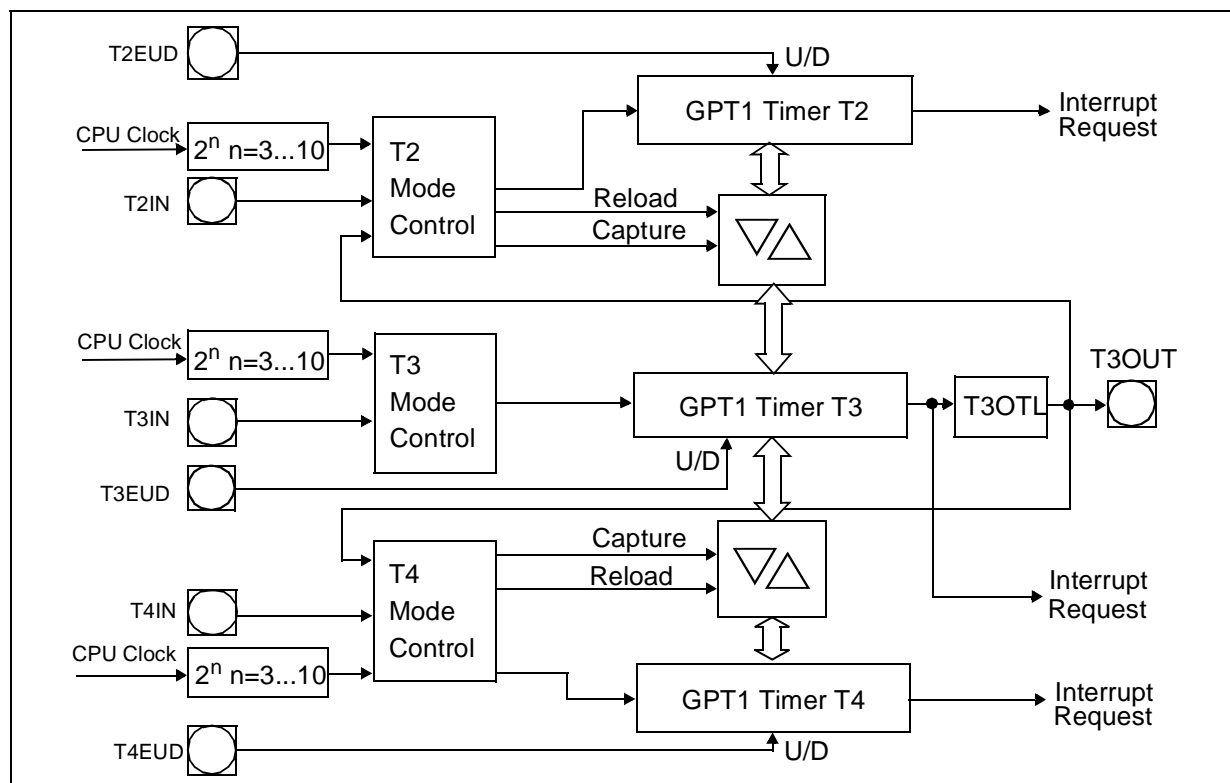 T2EUD
U/D
GPT1 Timer T2
Interrupt
Request
CPU Clock
2ⁿ n=3...10
T2
Mode
Control
T2IN
Reload
Capture
CPU Clock
2ⁿ n=3...10
T3
Mode
Control
T3IN
GPT1 Timer T3
T3OTL
T3OUT
U/D
T3EUD
Capture
Reload
T4
Mode
Control
T4IN
Interrupt
Request
CPU Clock
2ⁿ n=3...10
GPT1 Timer T4
Interrupt
Request
U/D
T4EUD